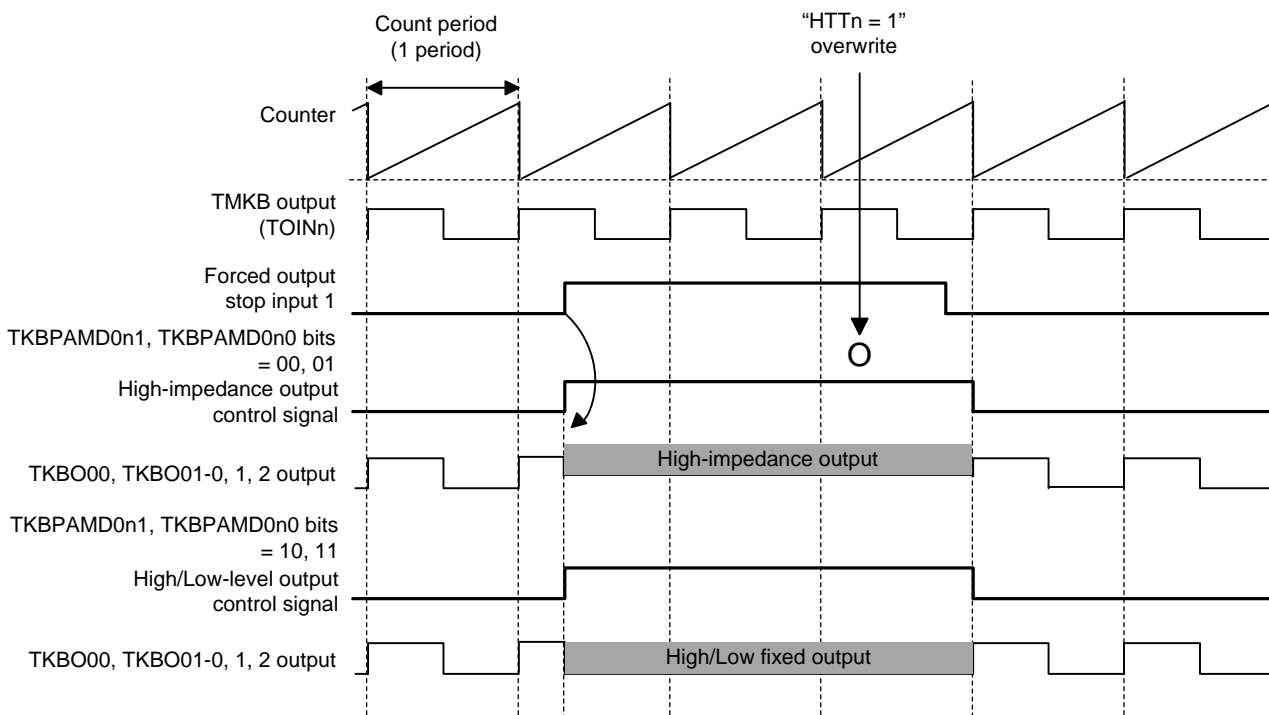 Count period
(1 period)
“HTTn = 1”
overwrite
Counter
TMKB output
(TOINn)
Forced output
stop input 1
TKBPAMD0n1, TKBPAMD0n0 bits
= 00, 01
O
High-impedance output
control signal
High-impedance output
TKBO00, TKBO01-0, 1, 2 output
TKBPAMD0n1, TKBPAMD0n0 bits
= 10, 11
High/Low-level output
control signal
High/Low fixed output
TKBO00, TKBO01-0, 1, 2 output